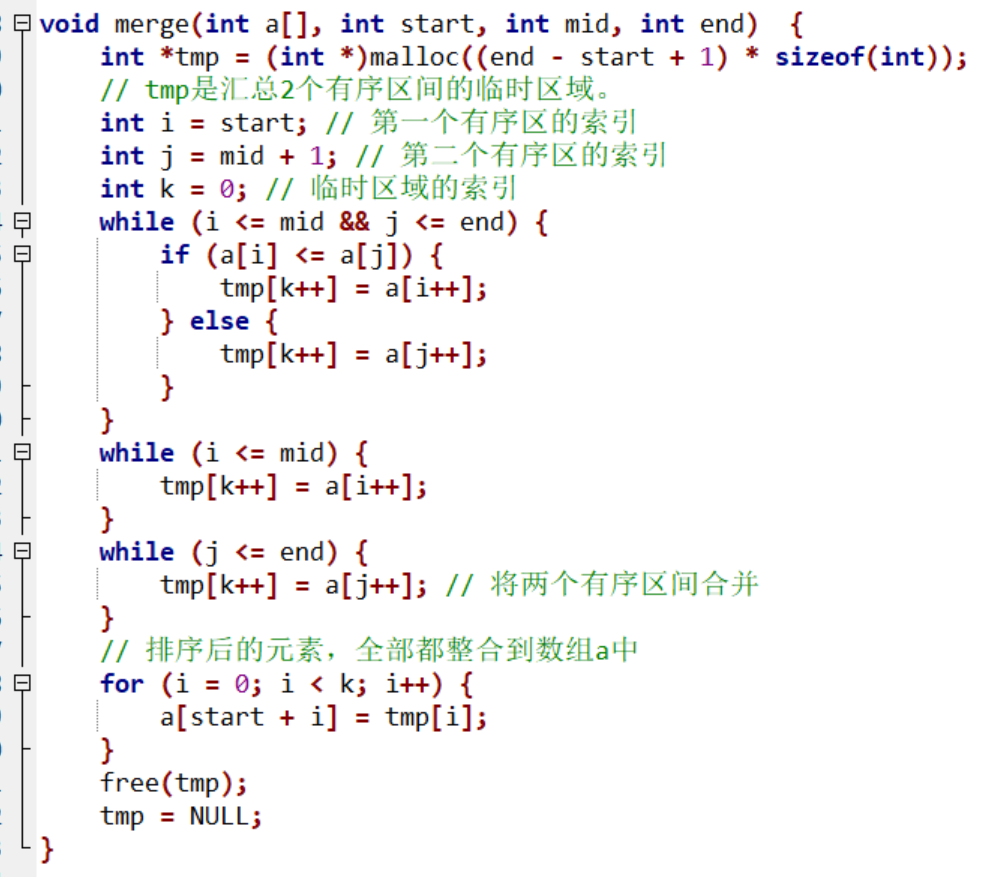 void merge(int a[], int start, int mid, int end)  {
    int *tmp = (int *)malloc((end - start + 1) * sizeof(int));
    // tmp是汇总2个有序区间的临时区域。
    int i = start; // 第一个有序区的索引
    int j = mid + 1; // 第二个有序区的索引
    int k = 0; // 临时区域的索引
    while (i <= mid && j <= end) {
        if (a[i] <= a[j]) {
            tmp[k++] = a[i++];
        } else {
            tmp[k++] = a[j++];
        }
    }
    while (i <= mid) {
        tmp[k++] = a[i++];
    }
    while (j <= end) {
        tmp[k++] = a[j++]; // 将两个有序区间合并
    }
    // 排序后的元素，全部都整合到数组a中
    for (i = 0; i < k; i++) {
        a[start + i] = tmp[i];
    }
    free(tmp);
    tmp = NULL;
}